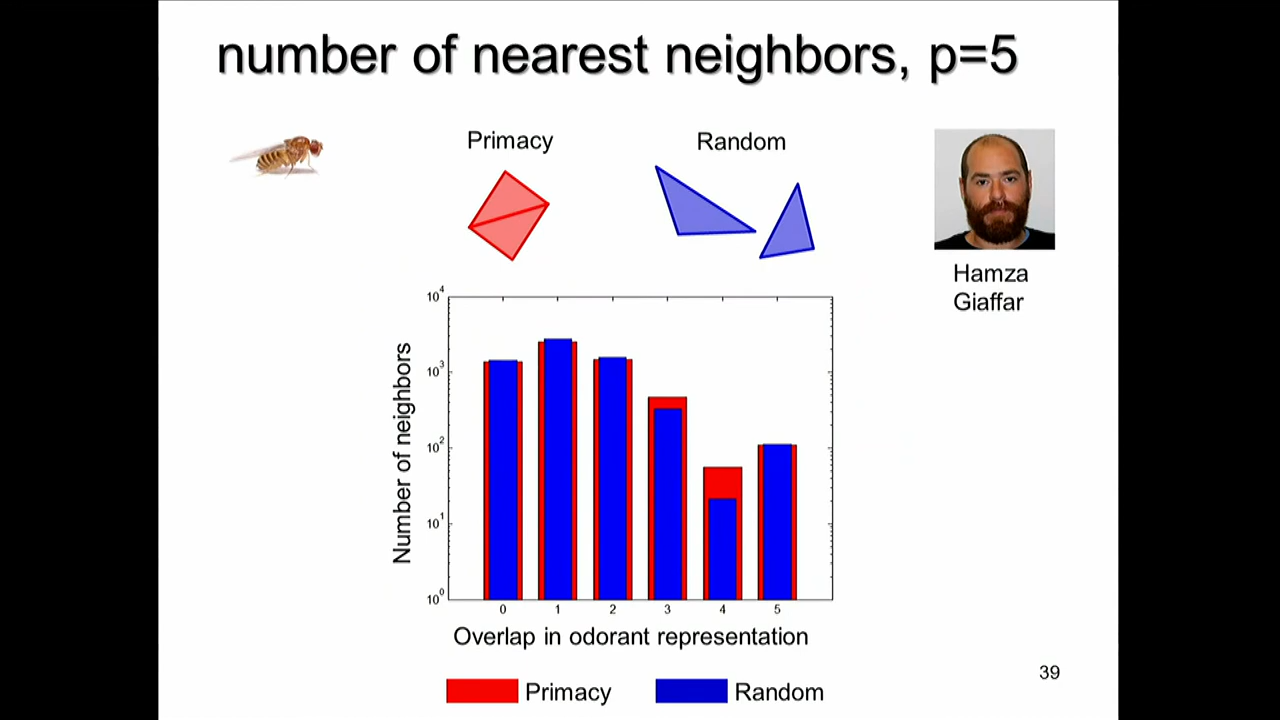 number of nearest neighbors, p=5
Primacy
Random
Hamza
Giaffar
10^4
10^3
10^2
10^1
10^0
Number of neighbors
0 1 2 3 4 5
Overlap in odorant representation
Primacy
Random
39